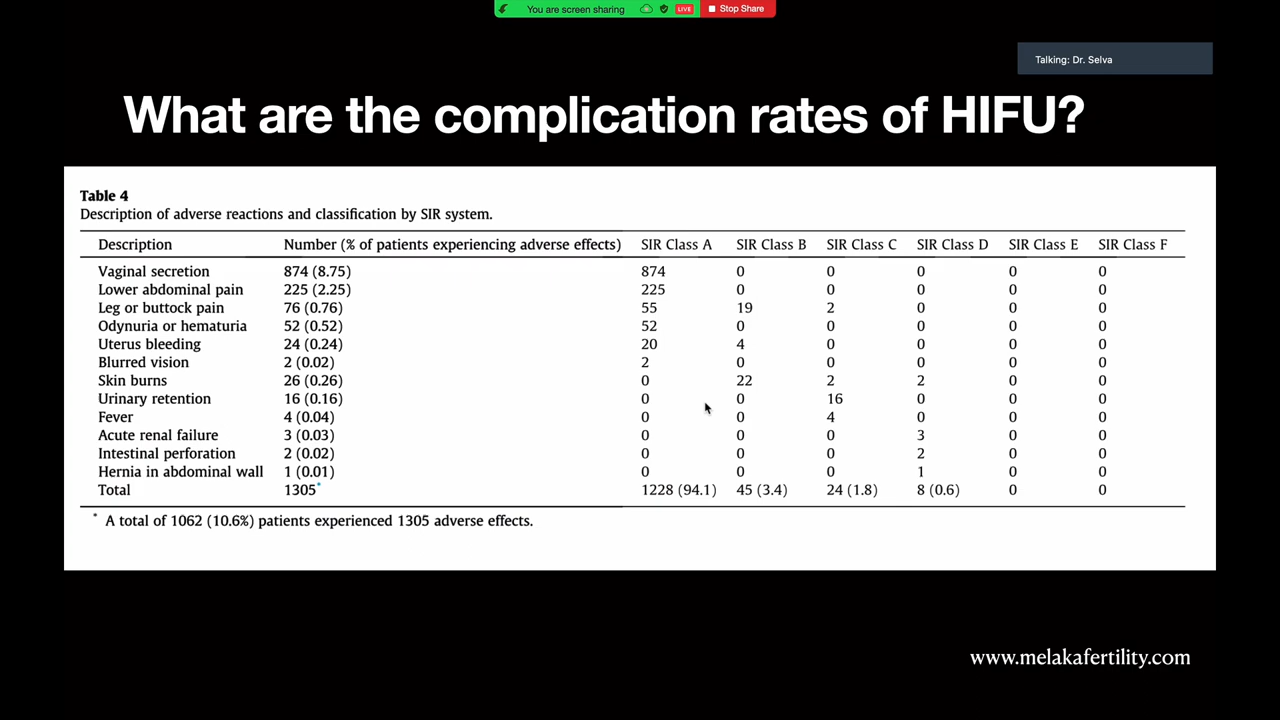 You are screen sharing LIVE Stop Share
Talking: Dr. Selva
What are the complication rates of HIFU?
Table 4
Description of adverse reactions and classification by SIR system.
Description Number (% of patients experiencing adverse effects) SIR Class A SIR Class B SIR Class C SIR Class D SIR Class E SIR Class F
Vaginal secretion 874 (8.75) 874 0 0 0 0 0
Lower abdominal pain 225 (2.25) 225 0 0 0 0 0
Leg or buttock pain 76 (0.76) 55 19 2 0 0 0
Odynuria or hematuria 52 (0.52) 52 0 0 0 0 0
Uterus bleeding 24 (0.24) 20 4 0 0 0 0
Blurred vision 2 (0.02) 2 0 0 0 0 0
Skin burns 26 (0.26) 0 22 2 2 0 0
Urinary retention 16 (0.16) 0 0 16 0 0 0
Fever 4 (0.04) 0 0 4 0 0 0
Acute renal failure 3 (0.03) 0 0 0 3 0 0
Intestinal perforation 2 (0.02) 0 0 0 2 0 0
Hernia in abdominal wall 1 (0.01) 0 0 0 1 0 0
Total 1305* 1228 (94.1) 45 (3.4) 24 (1.8) 8 (0.6) 0 0
* A total of 1062 (10.6%) patients experienced 1305 adverse effects.
www.melakafertility.com